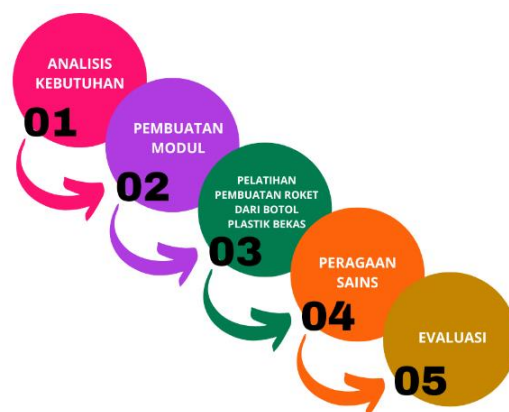 ANALISIS
KEBUTUHAN
01
PEMBUATAN
MODUL
02
PELATIHAN
PEMBUATAN ROKET
DARI BOTOL
PLASTIK BEKAS
03
PERAGAAN
SAINS
04
EVALUASI
05